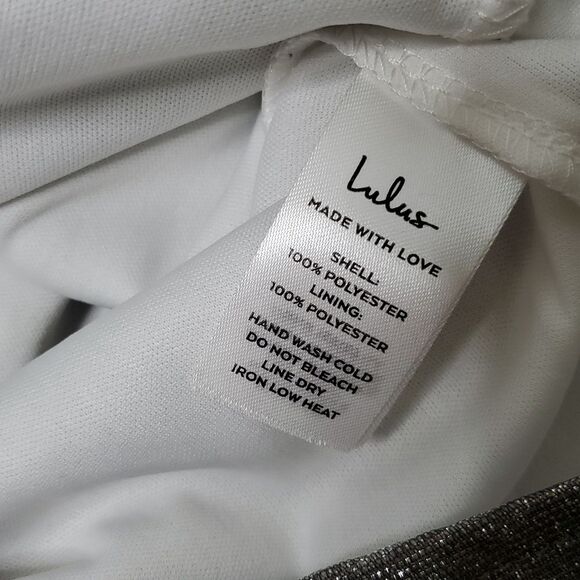 Lulus
MADE WITH LOVE
SHELL:
100% POLYESTER
LINING:
100% POLYESTER
HAND WASH COLD
DO NOT BLEACH
LINE DRY
IRON LOW HEAT